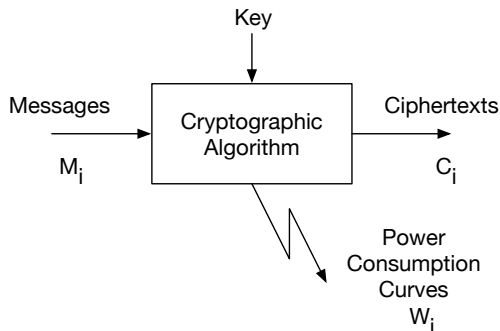 Key
Messages
M_i
Cryptographic
Algorithm
Ciphertexts
C_i
Power
Consumption
Curves
W_i